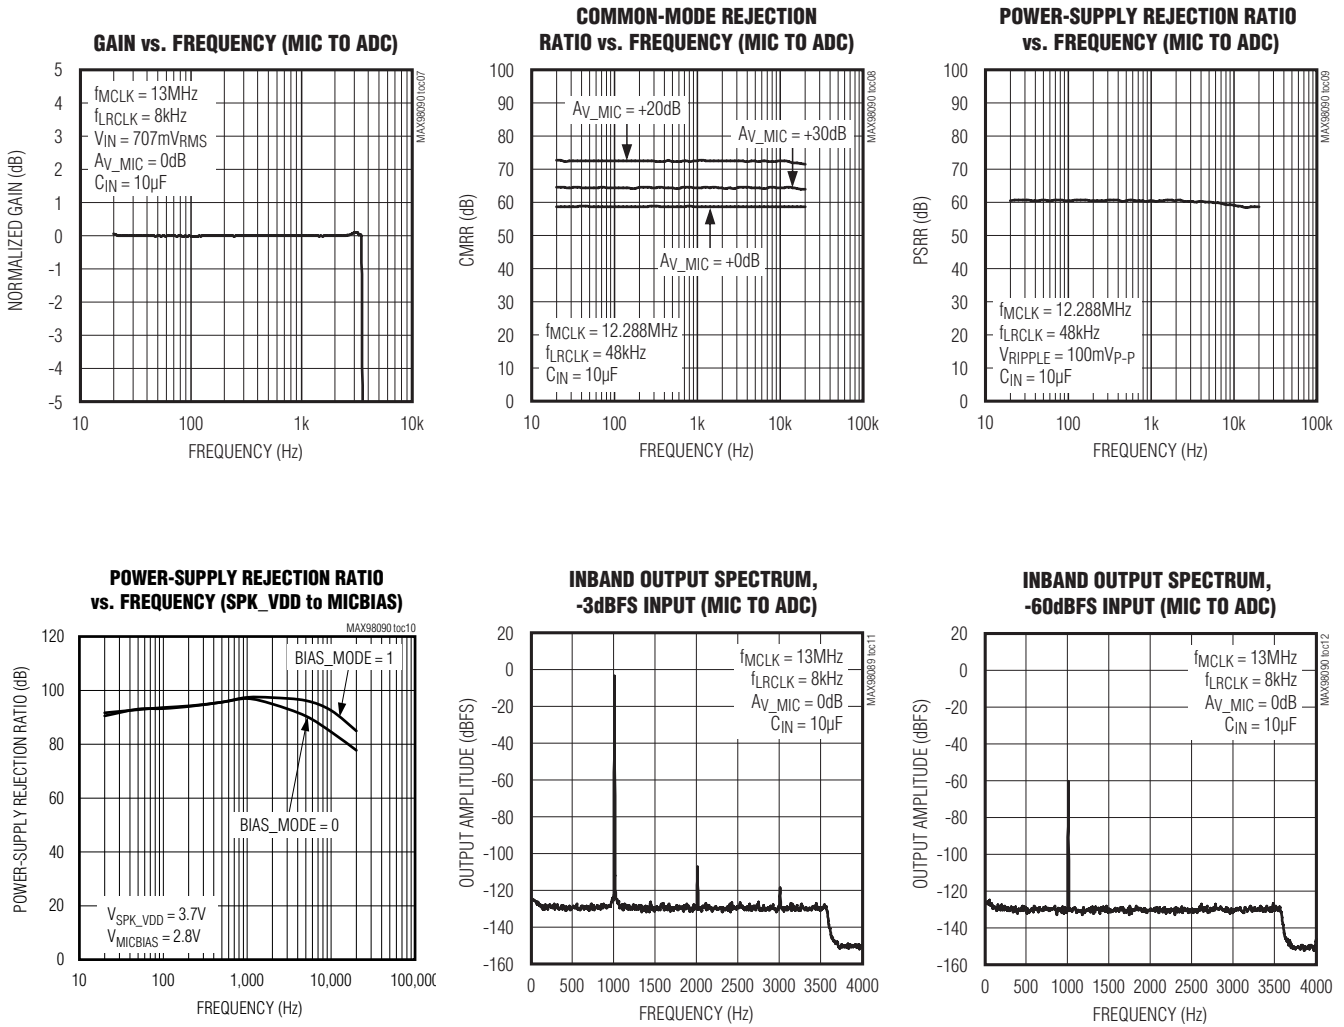 GAIN vs. FREQUENCY (MIC TO ADC)
MAX98090 toc07
NORMALIZED GAIN (dB)
5
4
3
2
1
0
-1
-2
-3
-4
-5
fMCLK = 13MHz
fLRCLK = 8kHz
VIN = 707mVRMS
AV_MIC = 0dB
CIN = 10µF
10 100 1k 10k
FREQUENCY (Hz)
COMMON-MODE REJECTION
RATIO vs. FREQUENCY (MIC TO ADC)
MAX98090 toc08
CMRR (dB)
100
90
80
70
60
50
40
30
20
10
0
AV_MIC = +20dB
AV_MIC = +30dB
AV_MIC = +0dB
fMCLK = 12.288MHz
fLRCLK = 48kHz
CIN = 10µF
10 100 1k 10k 100k
FREQUENCY (Hz)
POWER-SUPPLY REJECTION RATIO
vs. FREQUENCY (MIC TO ADC)
MAX98090 toc09
PSRR (dB)
100
90
80
70
60
50
40
30
20
10
0
fMCLK = 12.288MHz
fLRCLK = 48kHz
VRIPPLE = 100mVP-P
CIN = 10µF
10 100 1k 10k 100k
FREQUENCY (Hz)
POWER-SUPPLY REJECTION RATIO
vs. FREQUENCY (SPK_VDD to MICBIAS)
MAX98090 toc10
POWER-SUPPLY REJECTION RATIO (dB)
120
100
80
60
40
20
0
BIAS_MODE = 1
BIAS_MODE = 0
VSPK_VDD = 3.7V
VMICBIAS = 2.8V
10 100 1,000 10,000 100,00
FREQUENCY (Hz)
INBAND OUTPUT SPECTRUM,
-3dBFS INPUT (MIC TO ADC)
MAX98089 toc11
OUTPUT AMPLITUDE (dBFS)
20
0
-20
-40
-60
-80
-100
-120
-140
-160
fMCLK = 13MHz
fLRCLK = 8kHz
AV_MIC = 0dB
CIN = 10µF
0 500 1000 1500 2000 2500 3000 3500 4000
FREQUENCY (Hz)
INBAND OUTPUT SPECTRUM,
-60dBFS INPUT (MIC TO ADC)
MAX98090 toc12
OUTPUT AMPLITUDE (dBFS)
20
0
-20
-40
-60
-80
-100
-120
-140
-160
fMCLK = 13MHz
fLRCLK = 8kHz
AV_MIC = 0dB
CIN = 10µF
0 500 1000 1500 2000 2500 3000 3500 4000
FREQUENCY (Hz)